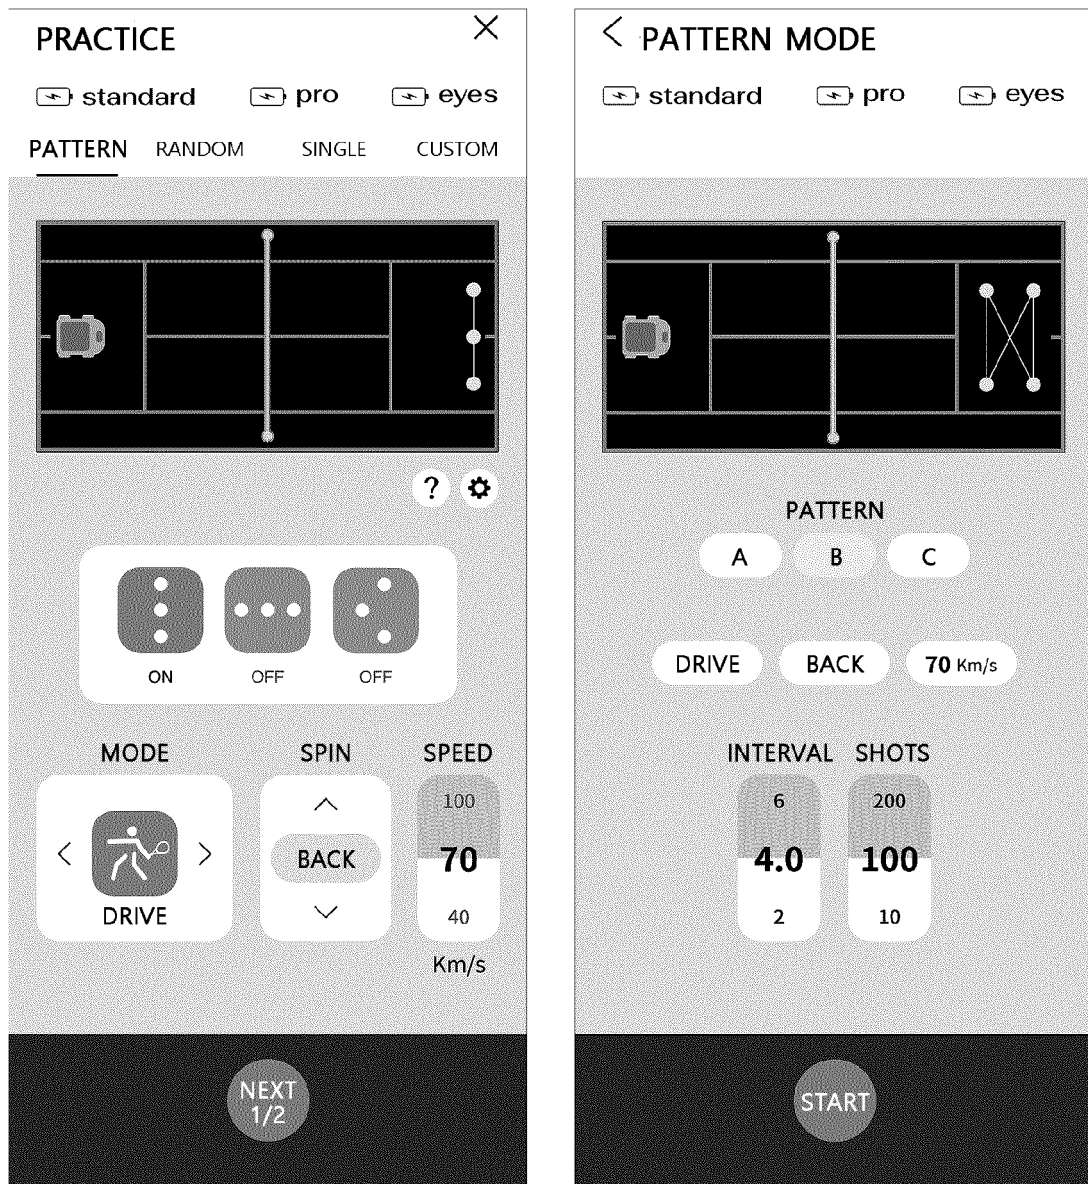 PRACTICE
standard pro eyes
PATTERN RANDOM SINGLE CUSTOM
?
ON OFF OFF
MODE SPIN SPEED
100
BACK 70
DRIVE 40
Km/s
NEXT
1/2
PATTERN MODE
standard pro eyes
PATTERN
A B C
DRIVE BACK 70 Km/s
INTERVAL SHOTS
6 200
4.0 100
2 10
START